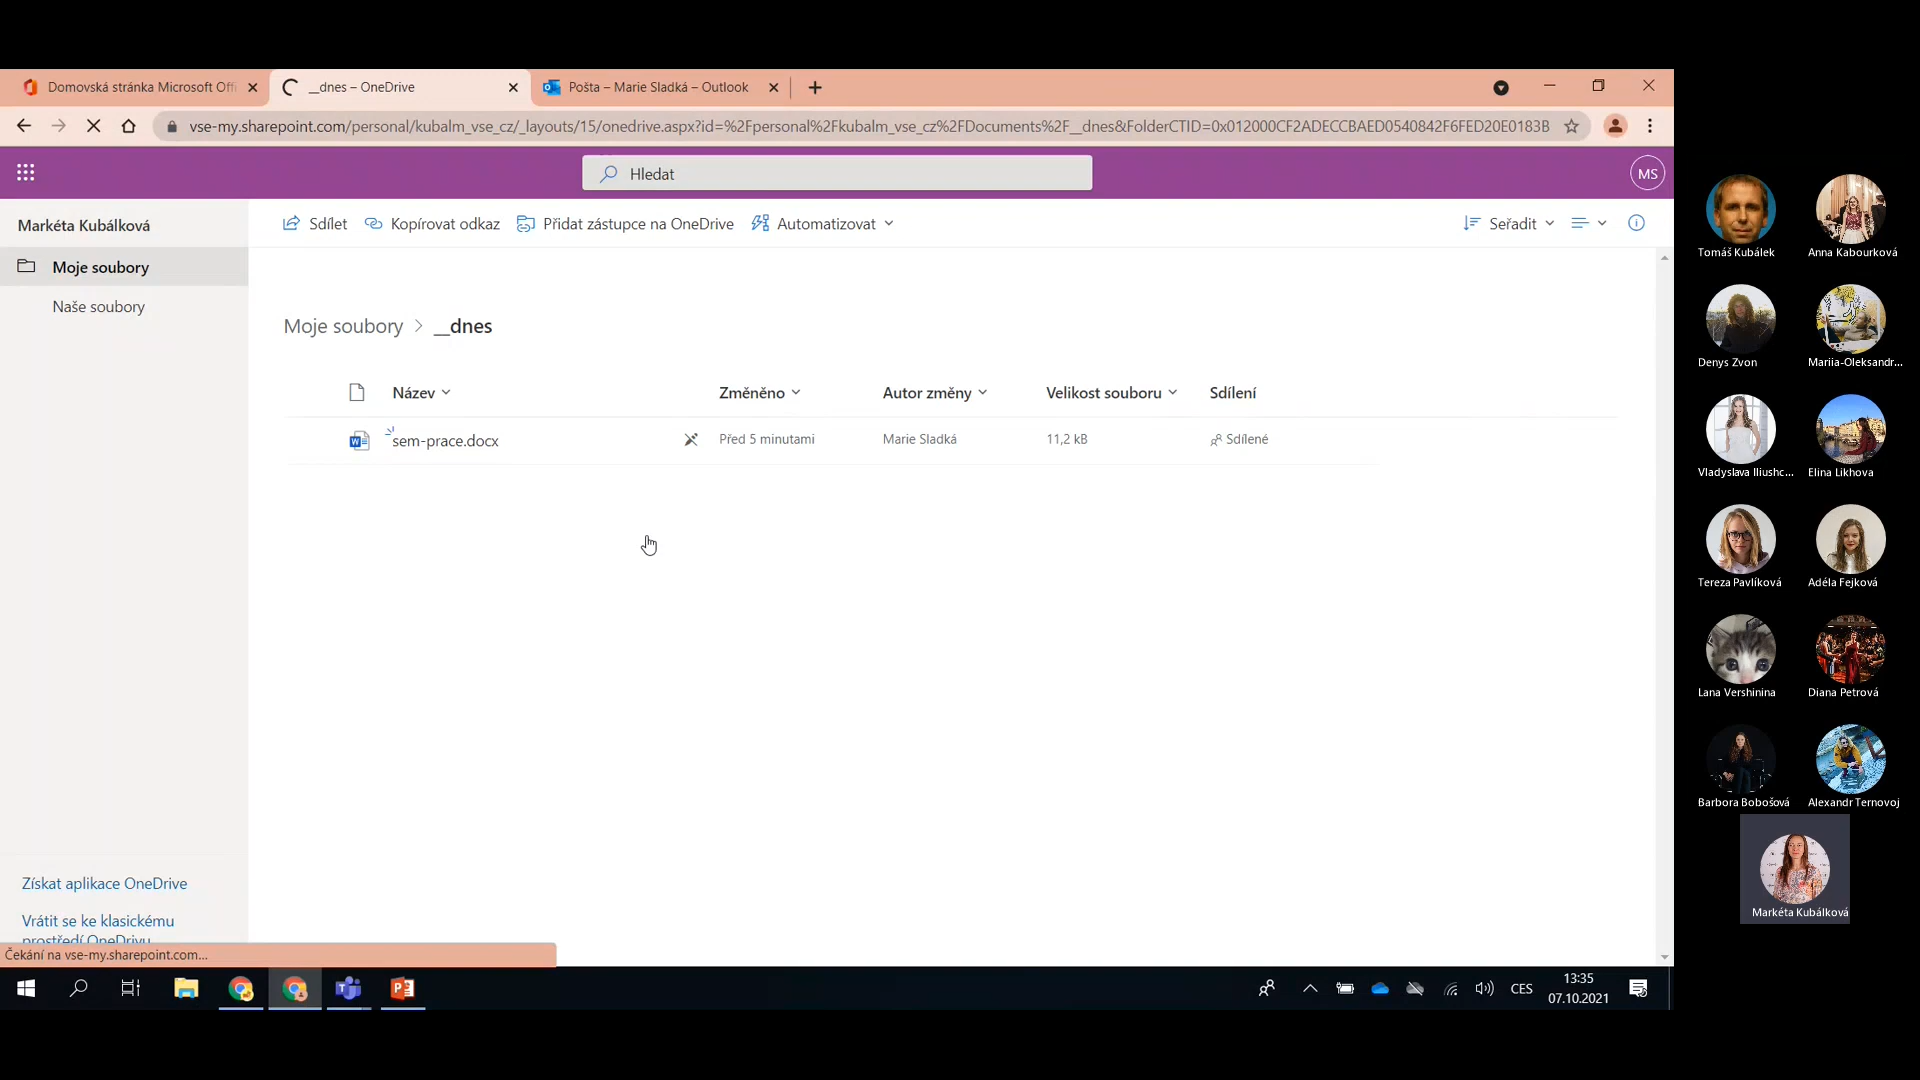 Domovská stránka Microsoft Offi
__dnes – OneDrive
Pošta – Marie Sladká – Outlook
vse-my.sharepoint.com/personal/kubalm_vse_cz/_layouts/15/onedrive.aspx?id=%2Fpersonal%2Fkubalm_vse_cz%2FDocuments%2F__dnes&FolderCTID=0x012000CF2ADECCBAED0540842F6FED20E0183B
Hledat
MS
Markéta Kubálková
Sdílet
Kopírovat odkaz
Přidat zástupce na OneDrive
Automatizovat
Seřadit
Moje soubory
Naše soubory
Moje soubory > __dnes
Název
Změněno
Autor změny
Velikost souboru
Sdílení
sem-prace.docx
Před 5 minutami
Marie Sladká
11,2 kB
Sdílené
Získat aplikace OneDrive
Vrátit se ke klasickému
prostředí OneDrivu
Čekání na vse-my.sharepoint.com...
CES
13:35
07.10.2021
Tomáš Kubálek
Anna Kabourková
Denys Zvon
Mariia-Oleksandr...
Vladyslava Iliushc...
Elina Likhova
Tereza Pavlíková
Adéla Fejková
Lana Vershinina
Diana Petrová
Barbora Bobošová
Alexandr Ternovoj
Markéta Kubálková